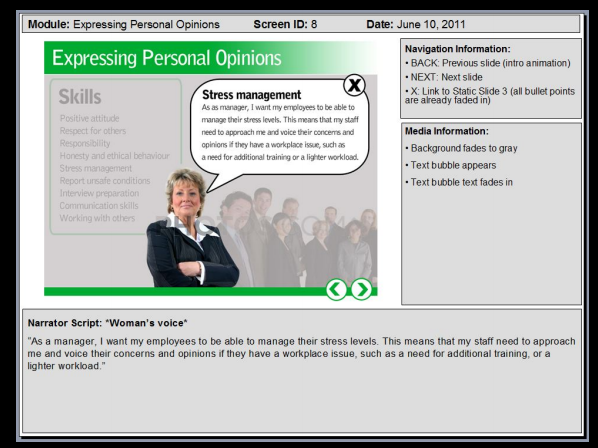 Module: Expressing Personal Opinions Screen ID: 8 Date: June 10, 2011
Expressing Personal Opinions
Skills
Positive attitude
Respect for others
Responsibility
Honesty and ethical behaviour
Stress management
Report unsafe conditions
Interview preparation
Communication skills
Working with others
X
Stress management
As as manager, I want my employees to be able to
manage their stress levels. This means that my staff
need to approach me and voice their concerns and
opinions if they have a workplace issue, such as
a need for additional training or a lighter workload.
Navigation Information:
• BACK: Previous slide (intro animation)
• NEXT: Next slide
• X: Link to Static Slide 3 (all bullet points
are already faded in)
Media Information:
• Background fades to gray
• Text bubble appears
• Text bubble text fades in
Narrator Script: *Woman's voice*
"As a manager, I want my employees to be able to manage their stress levels. This means that my staff need to approach
me and voice their concerns and opinions if they have a workplace issue, such as a need for additional training, or a
lighter workload."